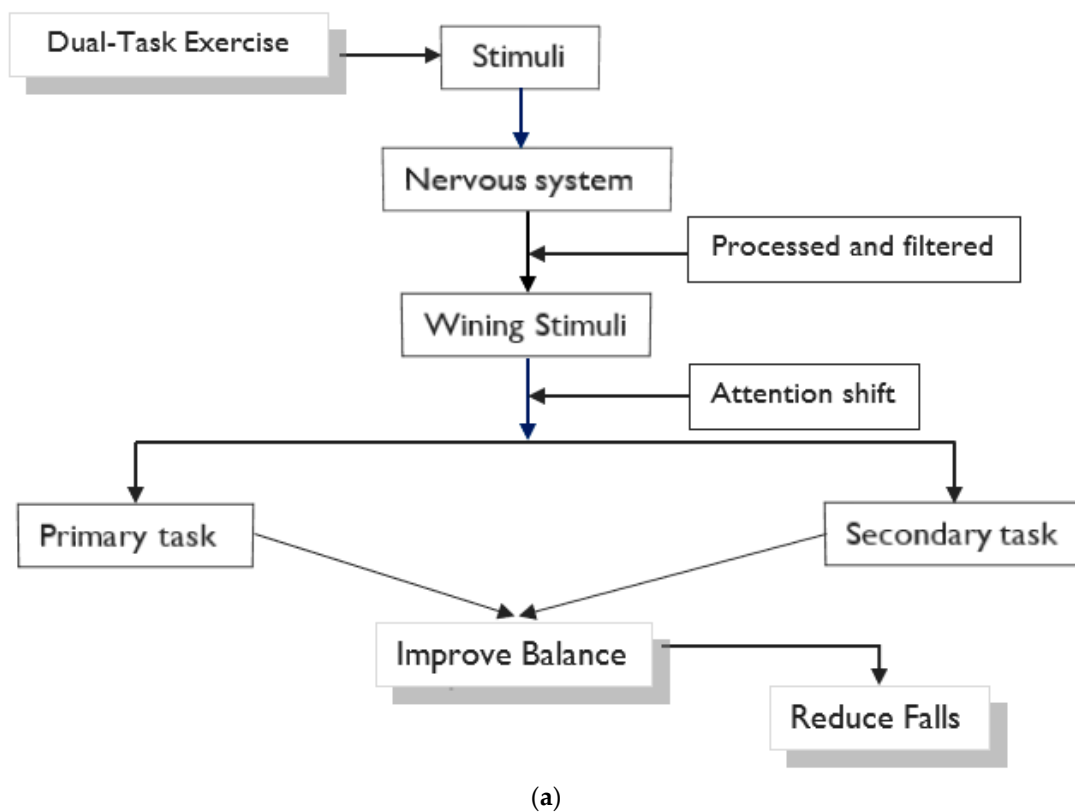 Dual-Task Exercise
Stimuli
Nervous system
Processed and filtered
Wining Stimuli
Attention shift
Primary task
Secondary task
Improve Balance
Reduce Falls
(a)